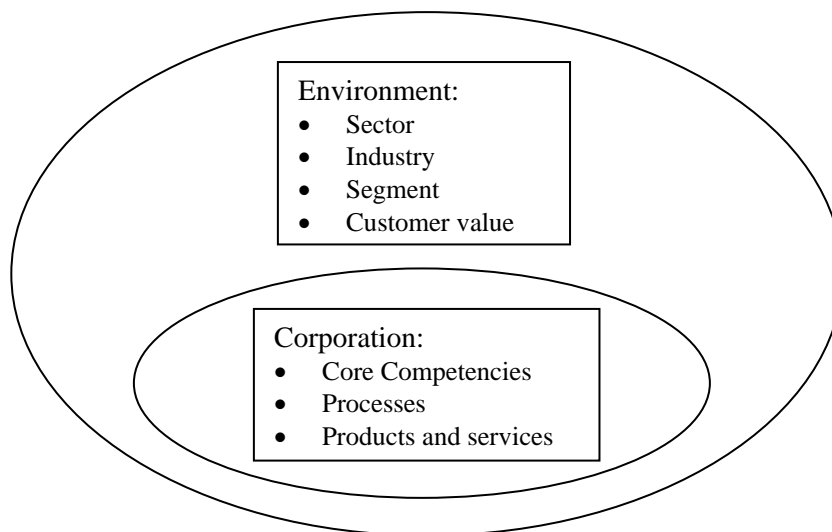 Environment:
• Sector
• Industry
• Segment
• Customer value
Corporation:
• Core Competencies
• Processes
• Products and services